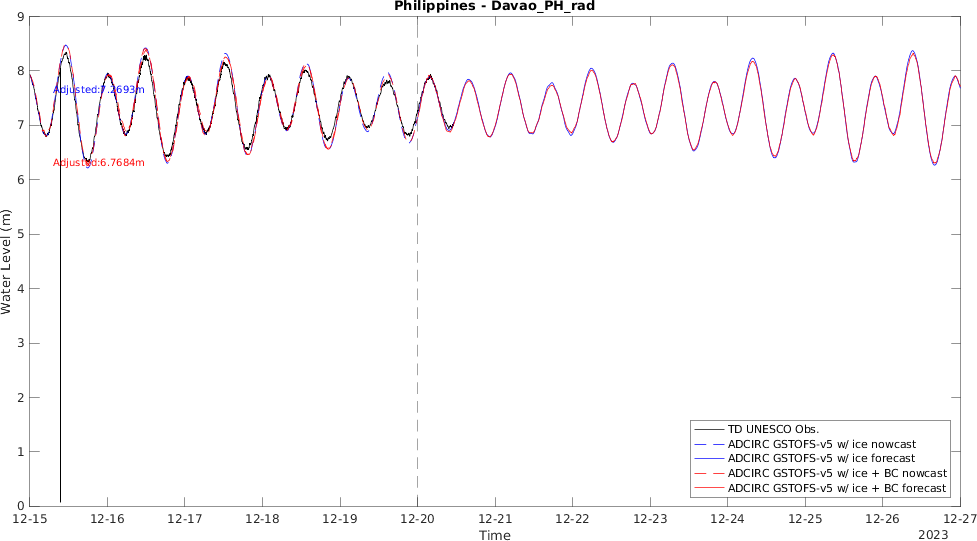 Philippines - Davao_PH_rad
9
8
7
6
5
4
3
2
1
0
Water Level (m)
Adjusted:7.2693m
Adjusted:6.7684m
TD UNESCO Obs.
ADCIRC GSTOFS-v5 w/ ice nowcast
ADCIRC GSTOFS-v5 w/ ice forecast
ADCIRC GSTOFS-v5 w/ ice + BC nowcast
ADCIRC GSTOFS-v5 w/ ice + BC forecast
12-15 12-16 12-17 12-18 12-19 12-20 12-21 12-22 12-23 12-24 12-25 12-26 12-27
Time
2023